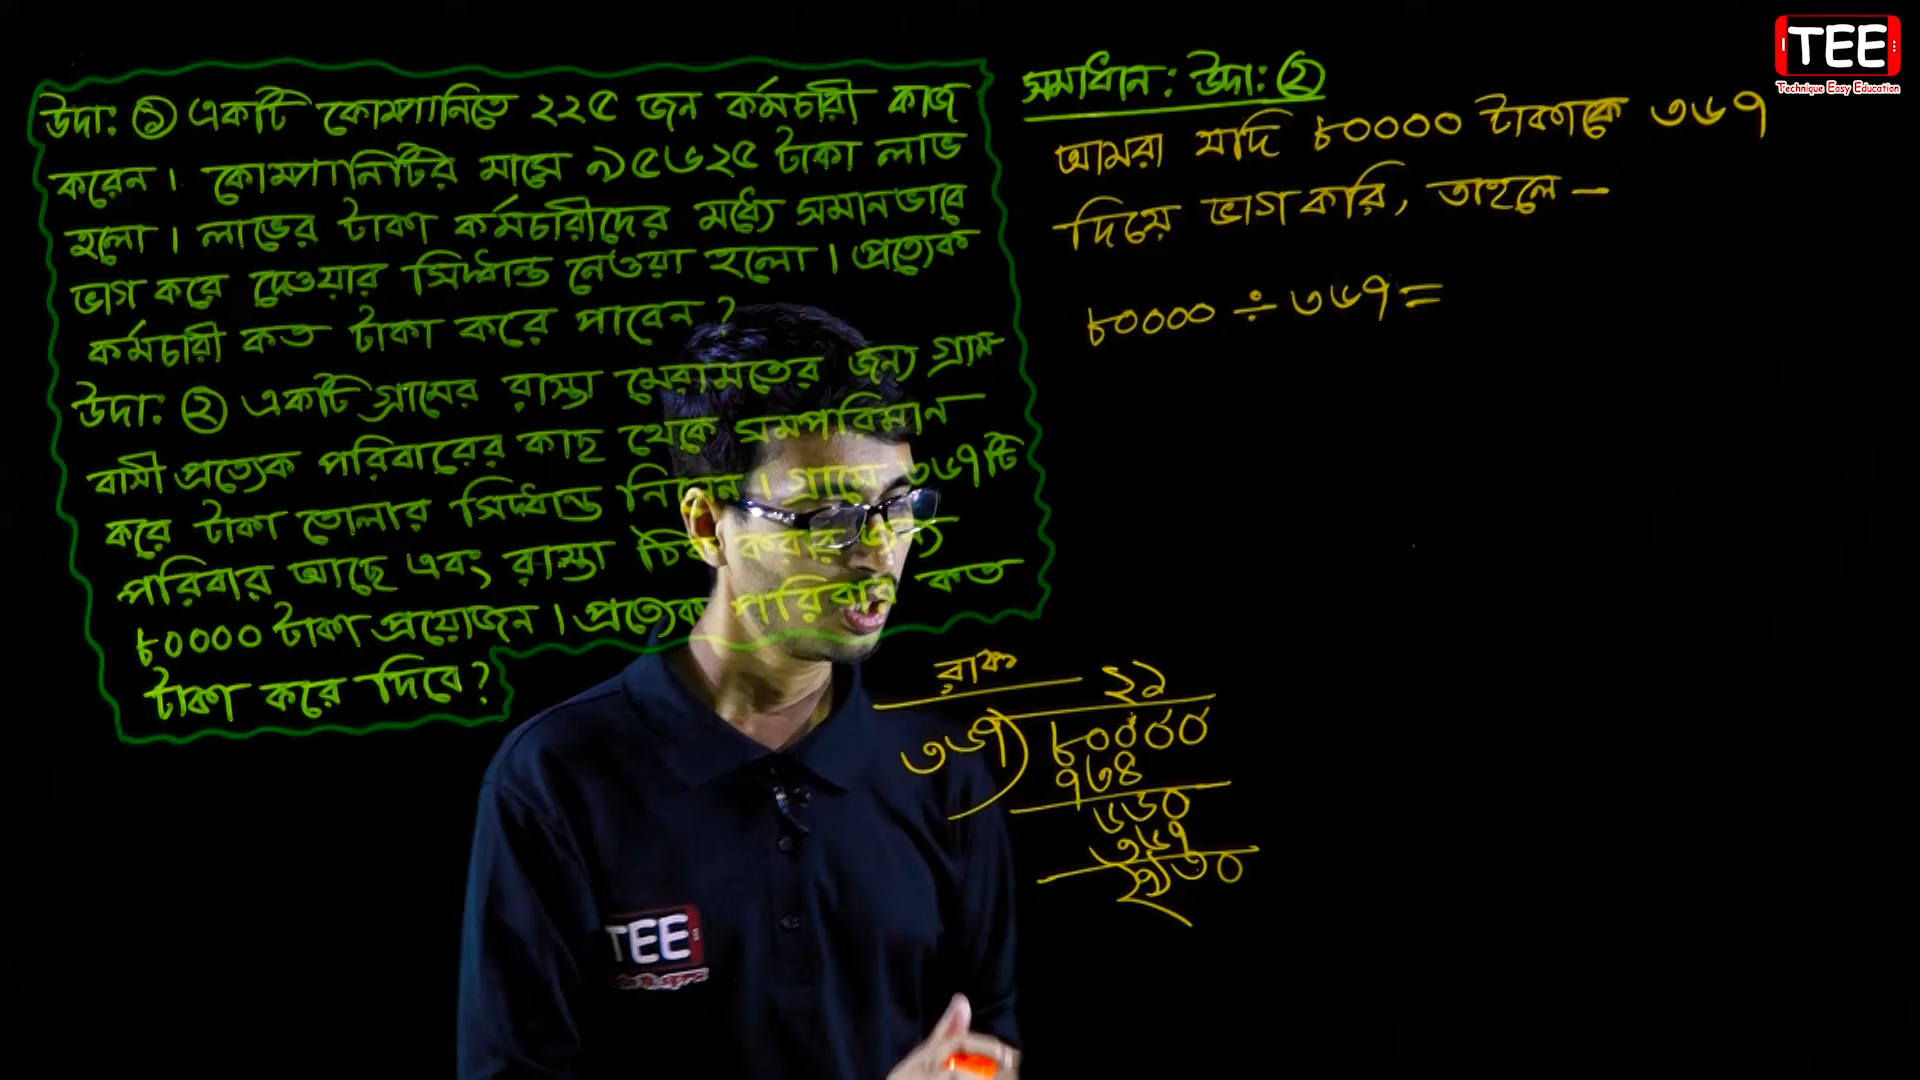 উদা: ① একটি কোম্পানিতে ২২৫ জন কর্মচারী কাজ
করেন। কোম্পানিটির মাসে ৯৫৬২৫ টাকা লাভ
হলো। লাভের টাকা কর্মচারীদের মধ্যে সমানভাবে
ভাগ করে দেওয়ার সিদ্ধান্ত নেওয়া হলো। প্রত্যেক
কর্মচারী কত টাকা করে পাবেন?
উদা: ② একটি গ্রামের রাস্তা মেরামতের জন্য গ্রাম
বাসী প্রত্যেক পরিবারের কাছ থেকে সমপরিমান
করে টাকা তোলার সিদ্ধান্ত নিলেন। গ্রামে ৩৬৭টি
পরিবার আছে এবং রাস্তা ঠিক করার জন্য
৮০০০০ টাকা প্রয়োজন। প্রত্যেক পরিবার কত
টাকা করে দিবে?
সমাধান: উদা: ②
আমরা যদি ৮০০০০ টাকাকে ৩৬৭
দিয়ে ভাগ করি, তাহলে –
৮০০০০ ÷ ৩৬৭ =
রাফ
২১
৩৬৭) ৮০০০০
৭৩৪
৬৬০
৩৬৭
২৯৩০
TEE
Technique Easy Education
TEE